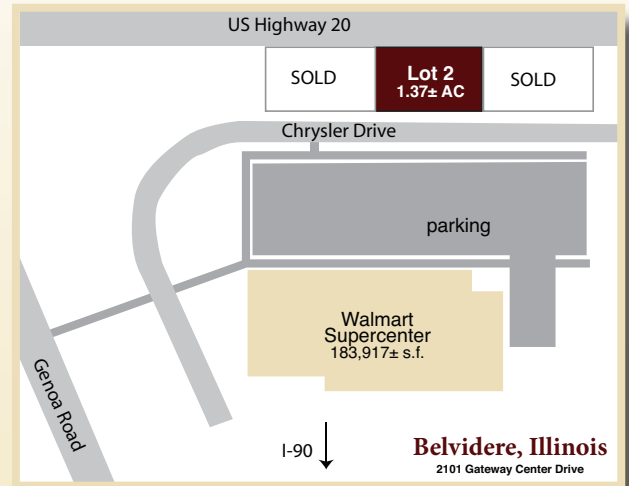 US Highway 20
SOLD
Lot 2
1.37± AC
SOLD
Chrysler Drive
parking
Walmart
Supercenter
183,917± s.f.
Genoa Road
I-90
Belvidere, Illinois
2101 Gateway Center Drive